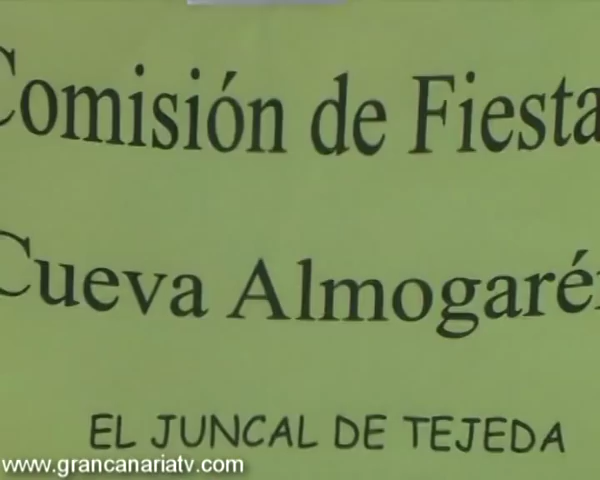 Comisión de Fiesta
Cueva Almogaré
EL JUNCAL DE TEJEDA
www.grancanariatv.com